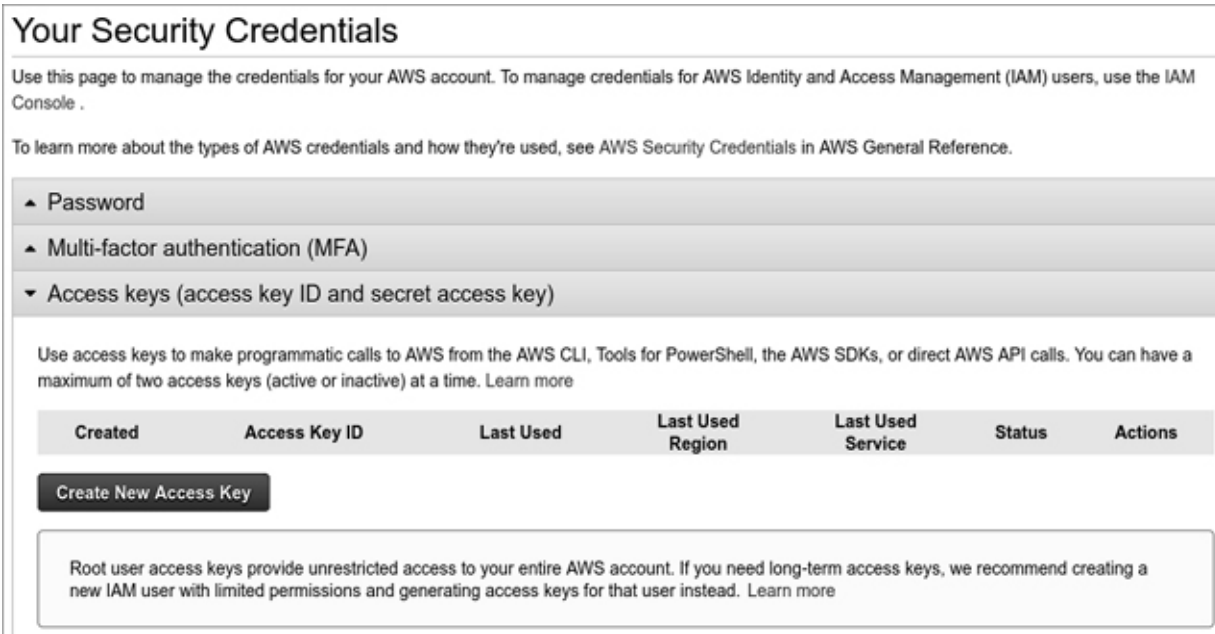 Your Security Credentials
Use this page to manage the credentials for your AWS account. To manage credentials for AWS Identity and Access Management (IAM) users, use the IAM
Console .
To learn more about the types of AWS credentials and how they're used, see AWS Security Credentials in AWS General Reference.
Password
Multi-factor authentication (MFA)
Access keys (access key ID and secret access key)
Use access keys to make programmatic calls to AWS from the AWS CLI, Tools for PowerShell, the AWS SDKs, or direct AWS API calls. You can have a
maximum of two access keys (active or inactive) at a time. Learn more
Created Access Key ID Last Used Last Used Region Last Used Service Status Actions
Create New Access Key
Root user access keys provide unrestricted access to your entire AWS account. If you need long-term access keys, we recommend creating a
new IAM user with limited permissions and generating access keys for that user instead. Learn more